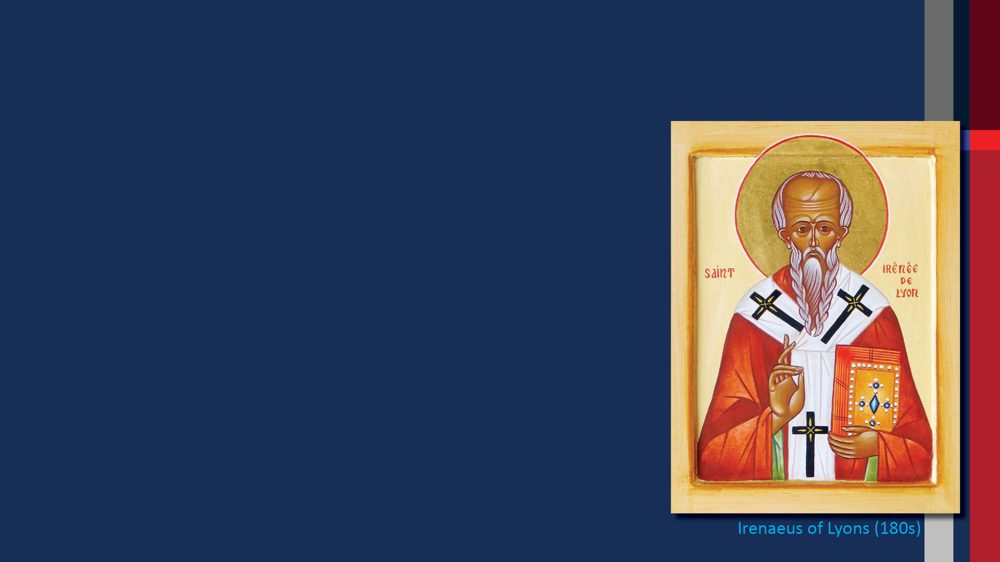 SAINT
IRÉNÉE
DE
LYON
Irenaeus of Lyons (180s)